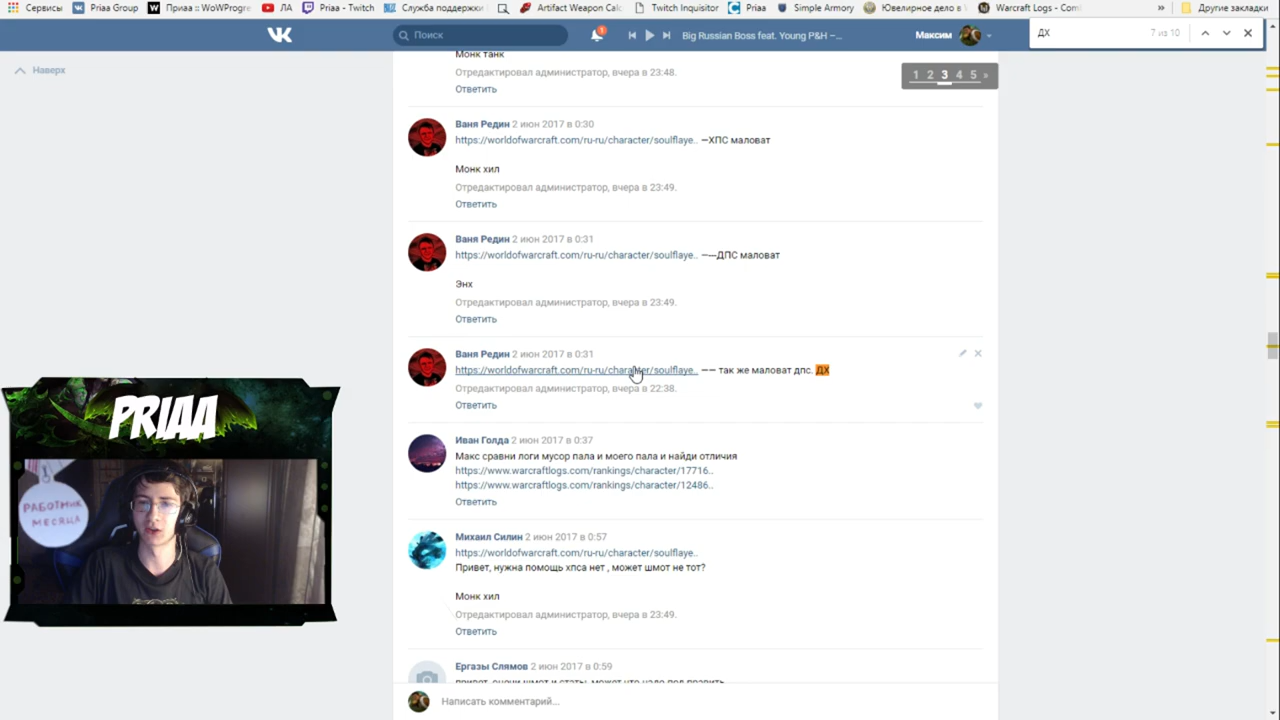 Сервисы
Priaa Group
Приаа :: WoWProgre
Priaa - Twitch
ЛА
Служба поддержки
Artifact Weapon Calc
Twitch Inquisitor
Priaa
Simple Armory
Ювелирное дело в
Warcraft Logs - Com
»
Другие закладки
Поиск
1
Big Russian Boss feat. Young P&H –...
Максим
ДХ
7 из 10
Наверх
1 2 3 4 5 »
Монк танк
Отредактировал администратор, вчера в 23:48.
Ответить
Ваня Редин 2 июн 2017 в 0:30
https://worldofwarcraft.com/ru-ru/character/soulflaye.. —ХПС маловат
Монк хил
Отредактировал администратор, вчера в 23:49.
Ответить
Ваня Редин 2 июн 2017 в 0:31
https://worldofwarcraft.com/ru-ru/character/soulflaye.. —--ДПС маловат
Энх
Отредактировал администратор, вчера в 23:49.
Ответить
Ваня Редин 2 июн 2017 в 0:31
https://worldofwarcraft.com/ru-ru/character/soulflaye.. —– так же маловат дпс. ДХ
Отредактировал администратор, вчера в 22:38.
Ответить
Иван Голда 2 июн 2017 в 0:37
Макс сравни логи мусор пала и моего пала и найди отличия
https://www.warcraftlogs.com/rankings/character/17716..
https://www.warcraftlogs.com/rankings/character/12486..
Ответить
Михаил Силин 2 июн 2017 в 0:57
https://worldofwarcraft.com/ru-ru/character/soulflaye..
Привет, нужна помощь хпса нет , может шмот не тот?
Монк хил
Отредактировал администратор, вчера в 23:49.
Ответить
Ергазы Слямов 2 июн 2017 в 0:59
привет, оцени шмот и статы, может что надо под править
Написать комментарий...
PRIAA
РАБОТНИК
МЕСЯЦА